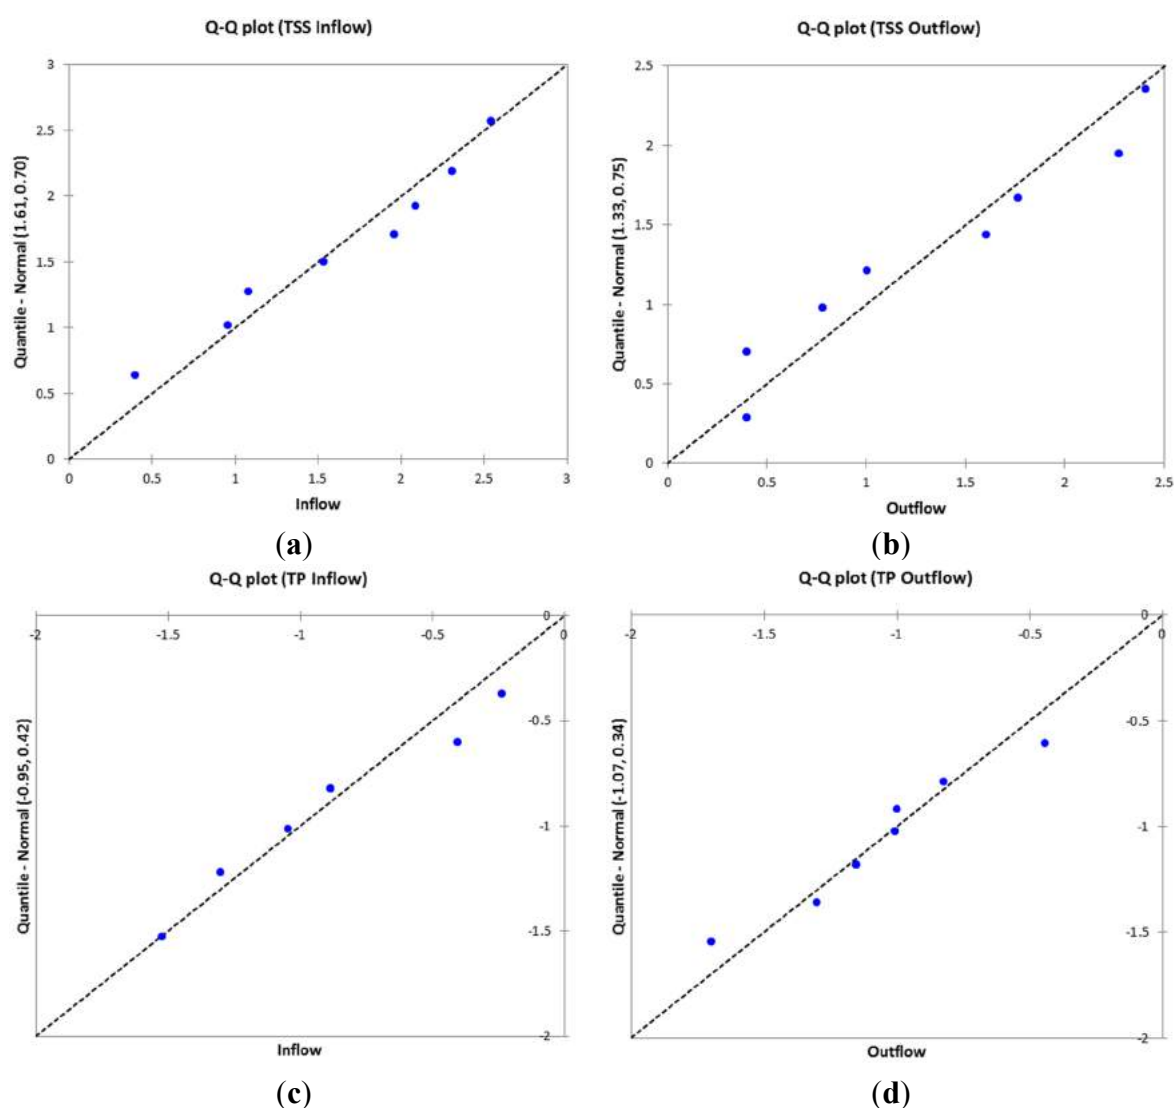 Q-Q plot (TSS Inflow)
3
2.5
2
1.5
1
0.5
0
Quantile - Normal (1.61, 0.70)
0 0.5 1 1.5 2 2.5 3
Inflow
(a)
Q-Q plot (TSS Outflow)
2.5
2
1.5
1
0.5
0
Quantile - Normal (1.33, 0.75)
0 0.5 1 1.5 2 2.5
Outflow
(b)
Q-Q plot (TP Inflow)
0
-2 -1.5 -1 -0.5 0
-0.5
-1
-1.5
-2
Quantile - Normal (-0.95, 0.42)
Inflow
(c)
Q-Q plot (TP Outflow)
0
-2 -1.5 -1 -0.5 0
-0.5
-1
-1.5
-2
Quantile - Normal (-1.07, 0.34)
Outflow
(d)